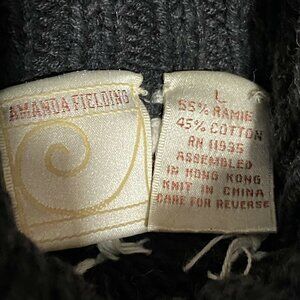 AMANDA FIELDING
L
55% RAMIE
45% COTTON
RN 11935
ASSEMBLED
IN HONG KONG
KNIT IN CHINA
CARE FOR REVERSE